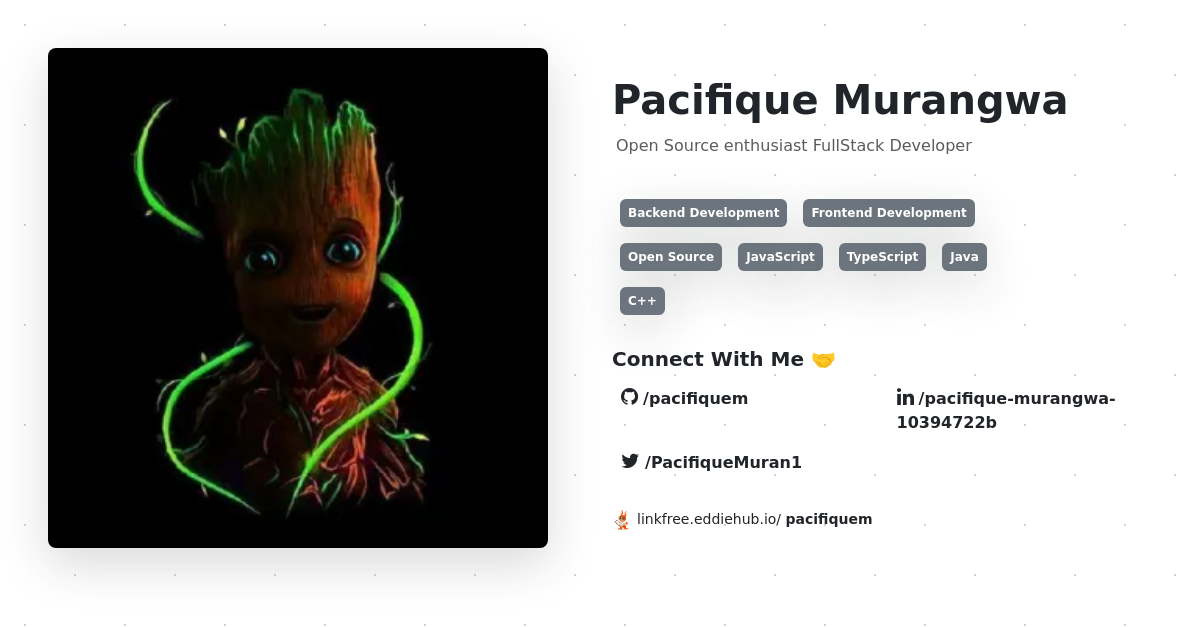 Pacifique Murangwa
Open Source enthusiast FullStack Developer
Backend Development Frontend Development
Open Source JavaScript TypeScript Java
C++
Connect With Me 🤝
/pacifiquem
/pacifique-murangwa-
10394722b
/PacifiqueMuran1
linkfree.eddiehub.io/ pacifiquem